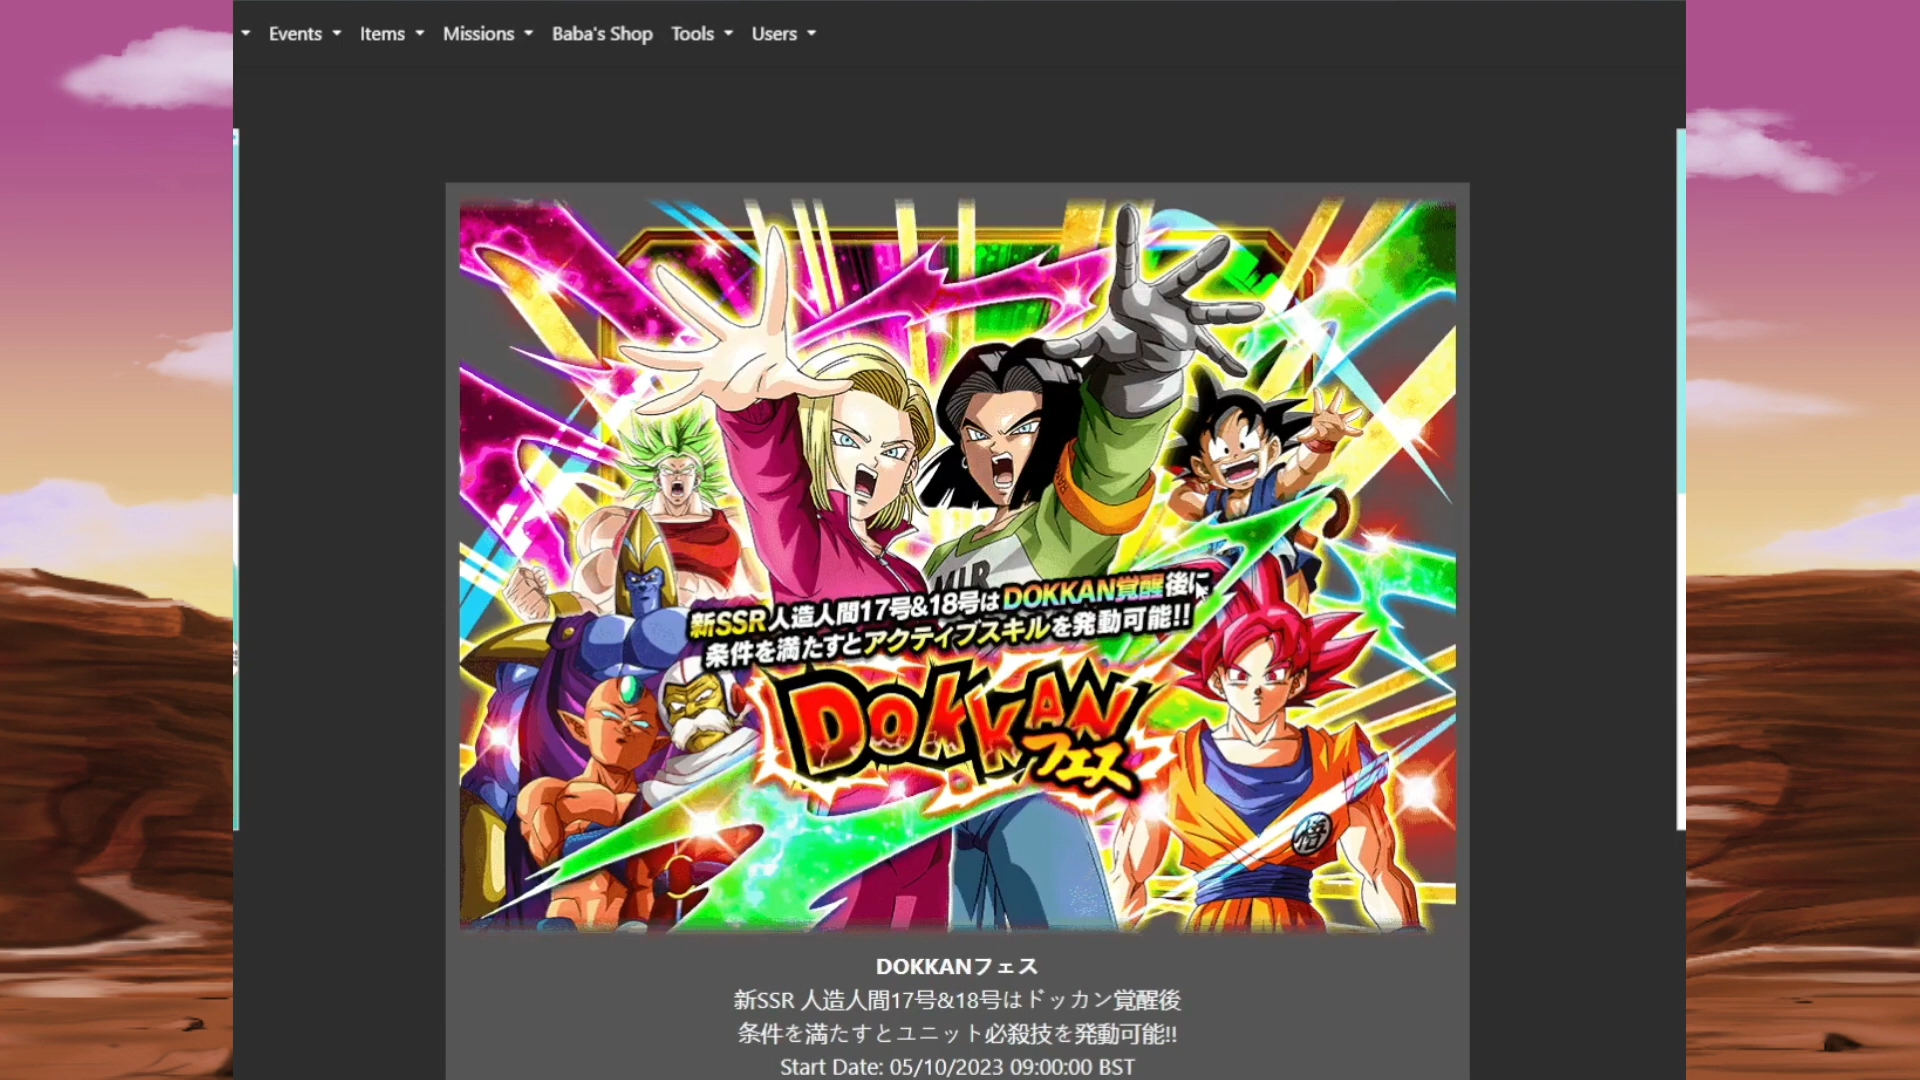 Events
Items
Missions
Baba's Shop
Tools
Users
MIR
新SSR人造人間17号&18号はDOKKAN覚醒後に
条件を満たすとアクティブスキルを発動可能!!
DOKKAN
フェス
悟
DOKKANフェス
新SSR 人造人間17号&18号はドッカン覚醒後
条件を満たすとユニット必殺技を発動可能!!
Start Date: 05/10/2023 09:00:00 BST